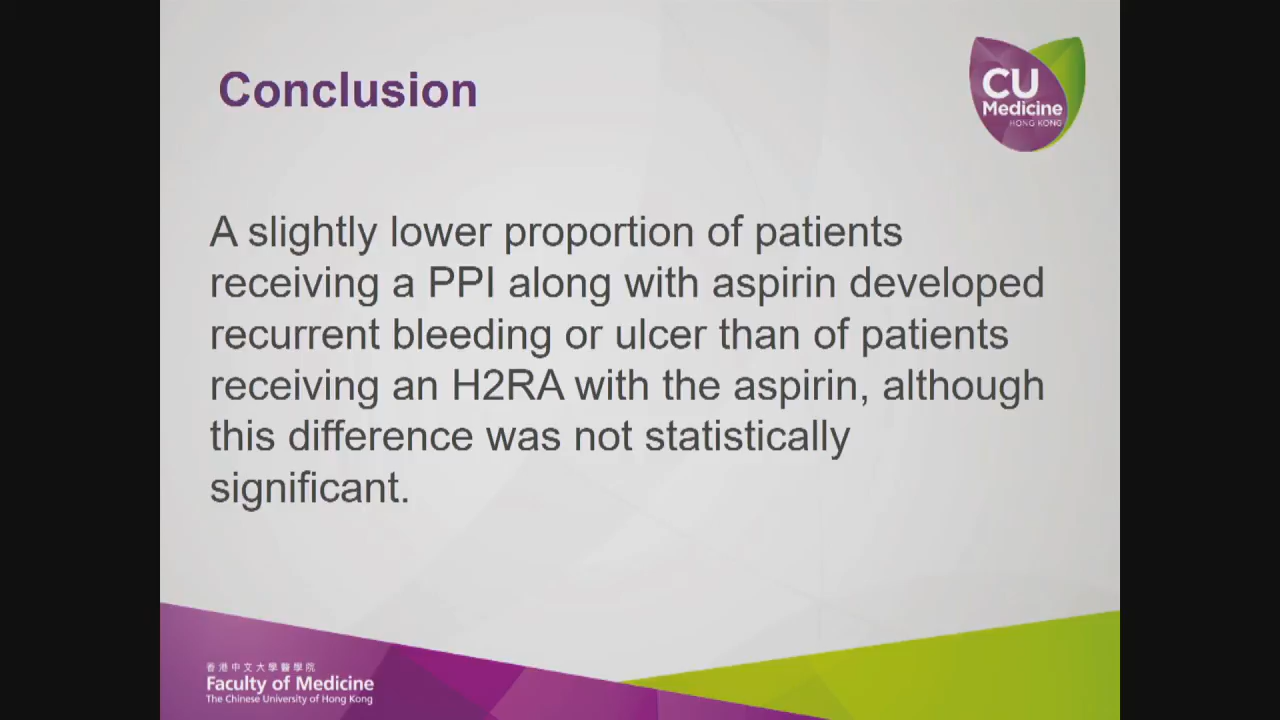 Conclusion
CU
Medicine
HONG KONG
A slightly lower proportion of patients
receiving a PPI along with aspirin developed
recurrent bleeding or ulcer than of patients
receiving an H2RA with the aspirin, although
this difference was not statistically
significant.
香港中文大學醫學院
Faculty of Medicine
The Chinese University of Hong Kong